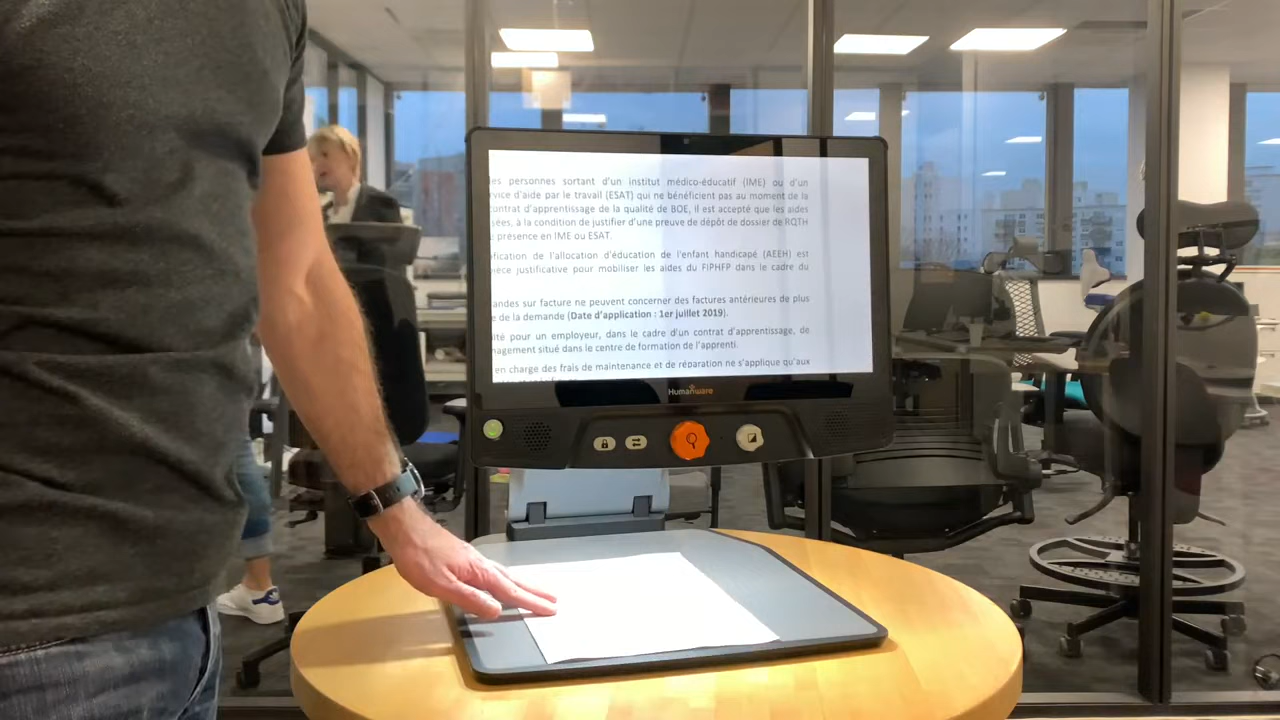 es personnes sortant d'un institut médico-éducatif (IME) ou d'un
vice d'aide par le travail (ESAT) qui ne bénéficient pas au moment de la
contrat d'apprentissage de la qualité de BOE, il est accepté que les aides
sées, à la condition de justifier d'une preuve de dépôt de dossier de RQTH
présence en IME ou ESAT.
ification de l'allocation d'éducation de l'enfant handicapé (AEEH) est
pièce justificative pour mobiliser les aides du FIPHFP dans le cadre du
andes sur facture ne peuvent concerner des factures antérieures de plus
e de la demande (Date d'application : 1er juillet 2019).
ité pour un employeur, dans le cadre d'un contrat d'apprentissage, de
nagement situé dans le centre de formation de l'apprenti.
en charge des frais de maintenance et de réparation ne s'applique qu'aux
HumanWare